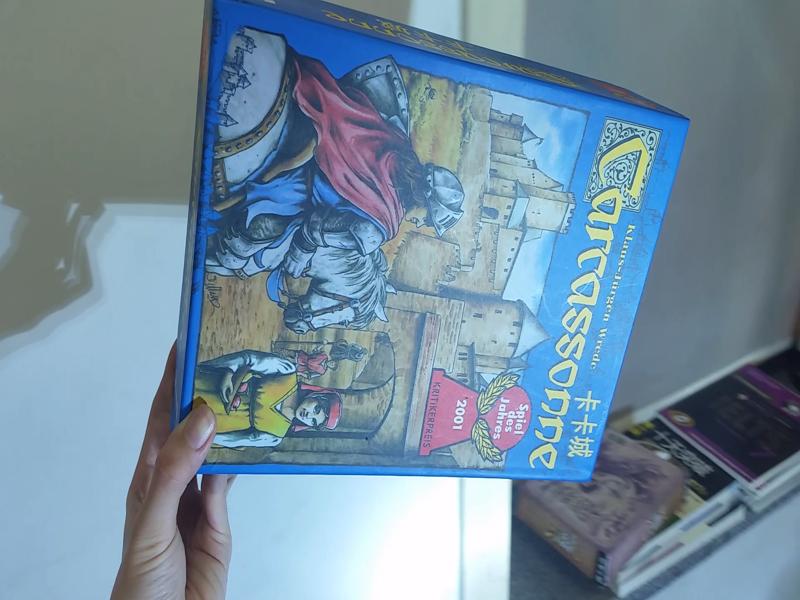 Carcassonne
卡卡城
Klaus-Jürgen Wrede
Spiel
des
Jahres
2001
KRITIKERPREIS